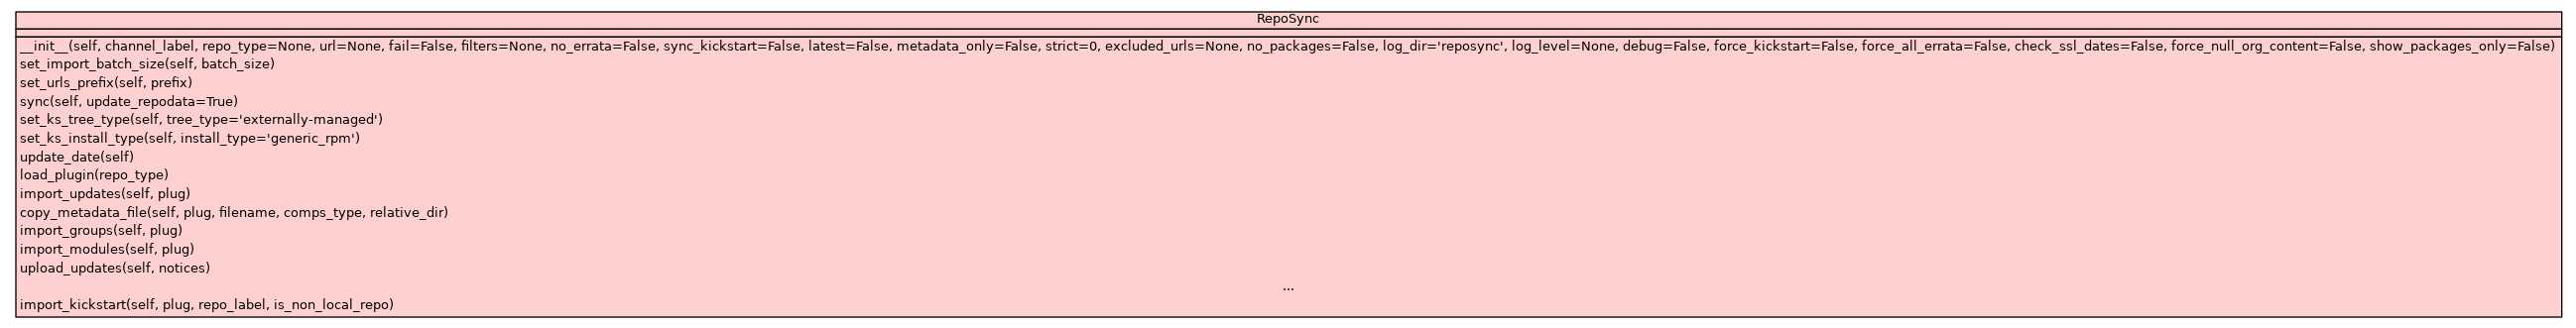 RepoSync
__init__(self, channel_label, repo_type=None, url=None, fail=False, filters=None, no_errata=False, sync_kickstart=False, latest=False, metadata_only=False, strict=0, excluded_urls=None, no_packages=False, log_dir='reposync', log_level=None, debug=False, force_kickstart=False, force_all_errata=False, check_ssl_dates=False, force_null_org_content=False, show_packages_only=False)
set_import_batch_size(self, batch_size)
set_urls_prefix(self, prefix)
sync(self, update_repodata=True)
set_ks_tree_type(self, tree_type='externally-managed')
set_ks_install_type(self, install_type='generic_rpm')
update_date(self)
load_plugin(repo_type)
import_updates(self, plug)
copy_metadata_file(self, plug, filename, comps_type, relative_dir)
import_groups(self, plug)
import_modules(self, plug)
upload_updates(self, notices)
...
import_kickstart(self, plug, repo_label, is_non_local_repo)